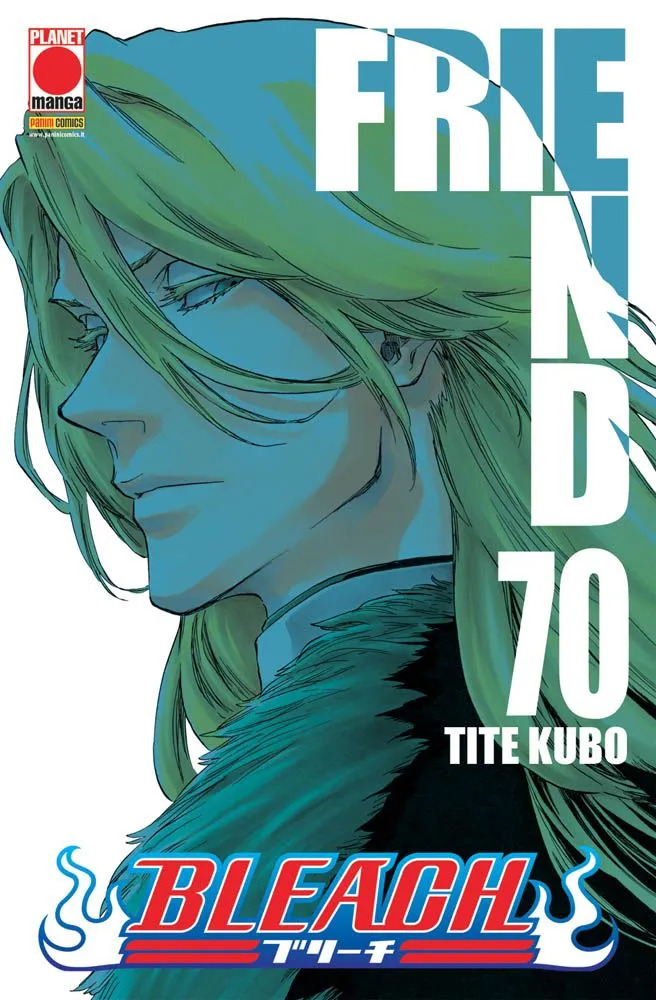 PLANET
manga
PANINI COMICS
www.paninicomics.it
FRIE
N
D
70
TITE KUBO
BLEACH
ブリーチ